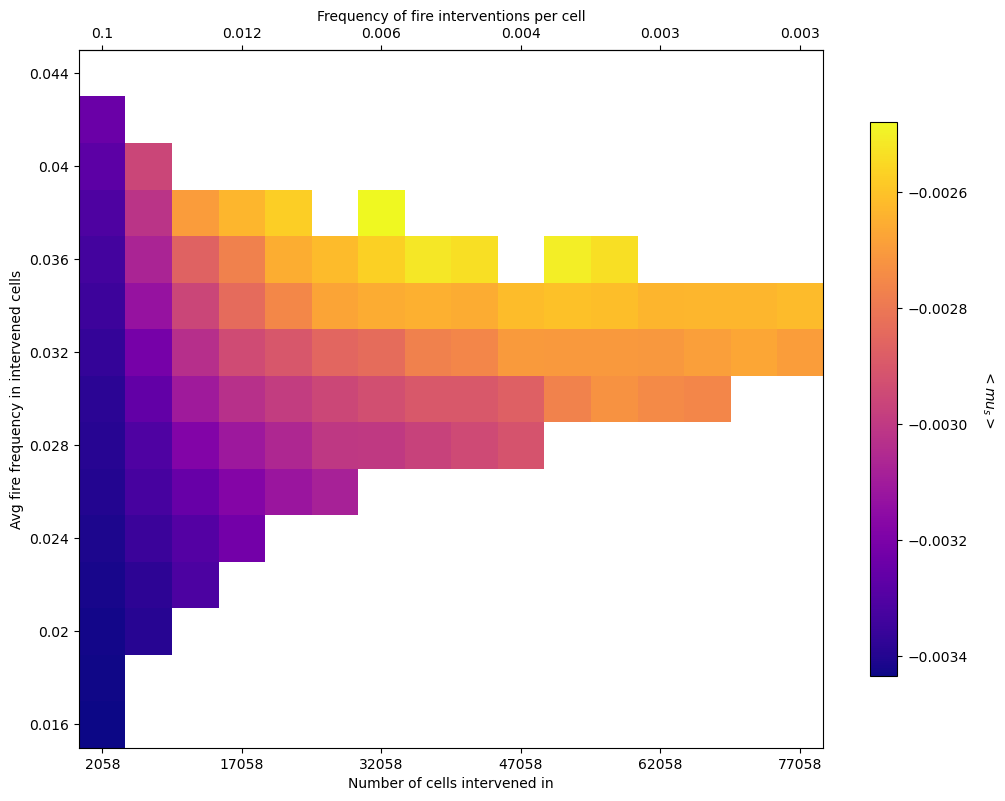 Frequency of fire interventions per cell
0.1 0.012 0.006 0.004 0.003 0.003
0.044
0.04
0.036
0.032
0.028
0.024
0.02
0.016
Avg fire frequency in intervened cells
2058 17058 32058 47058 62058 77058
Number of cells intervened in
−0.0026
−0.0028
−0.0030
−0.0032
−0.0034
<mu_s>